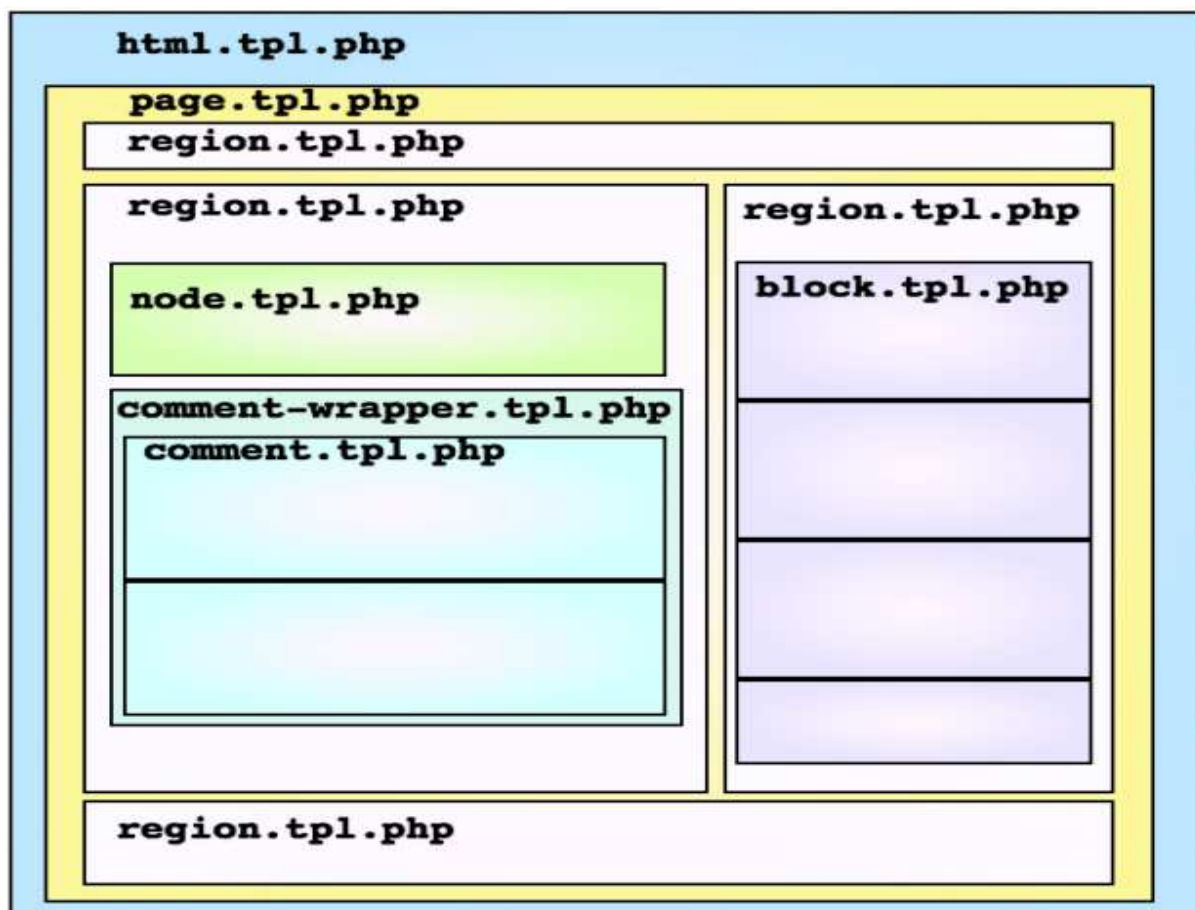 html.tpl.php
page.tpl.php
region.tpl.php
region.tpl.php
node.tpl.php
comment-wrapper.tpl.php
comment.tpl.php
region.tpl.php
block.tpl.php
region.tpl.php